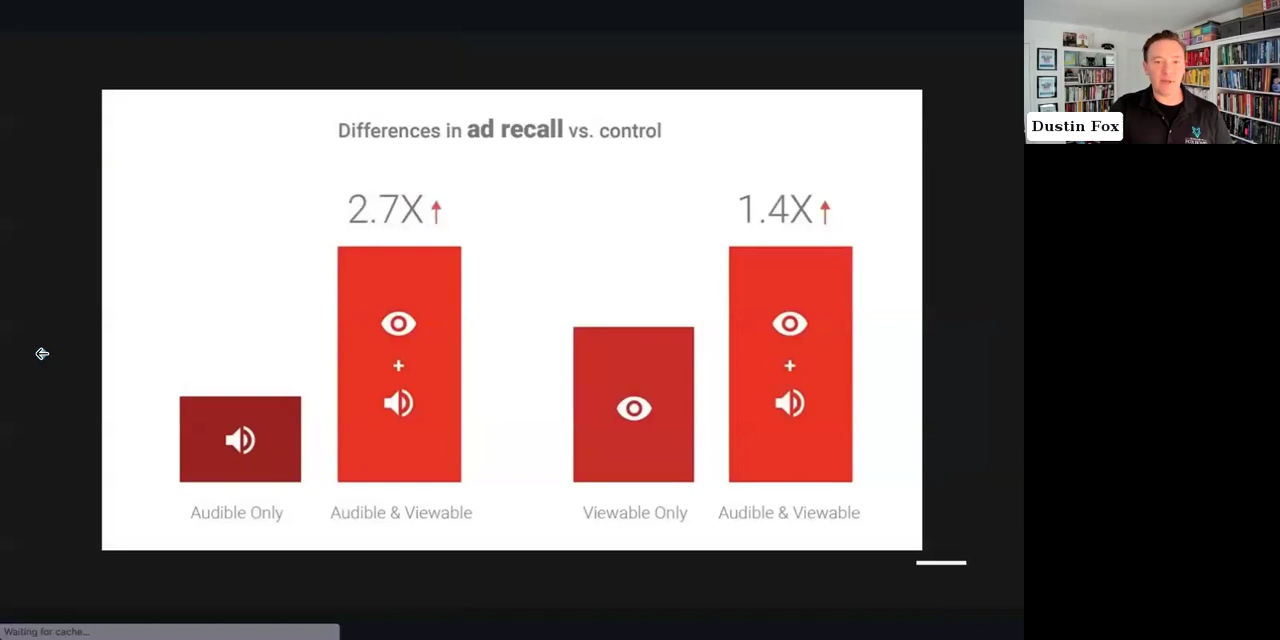 Differences in ad recall vs. control
2.7X
1.4X
Audible Only
Audible & Viewable
Viewable Only
Audible & Viewable
Dustin Fox
Waiting for cache...